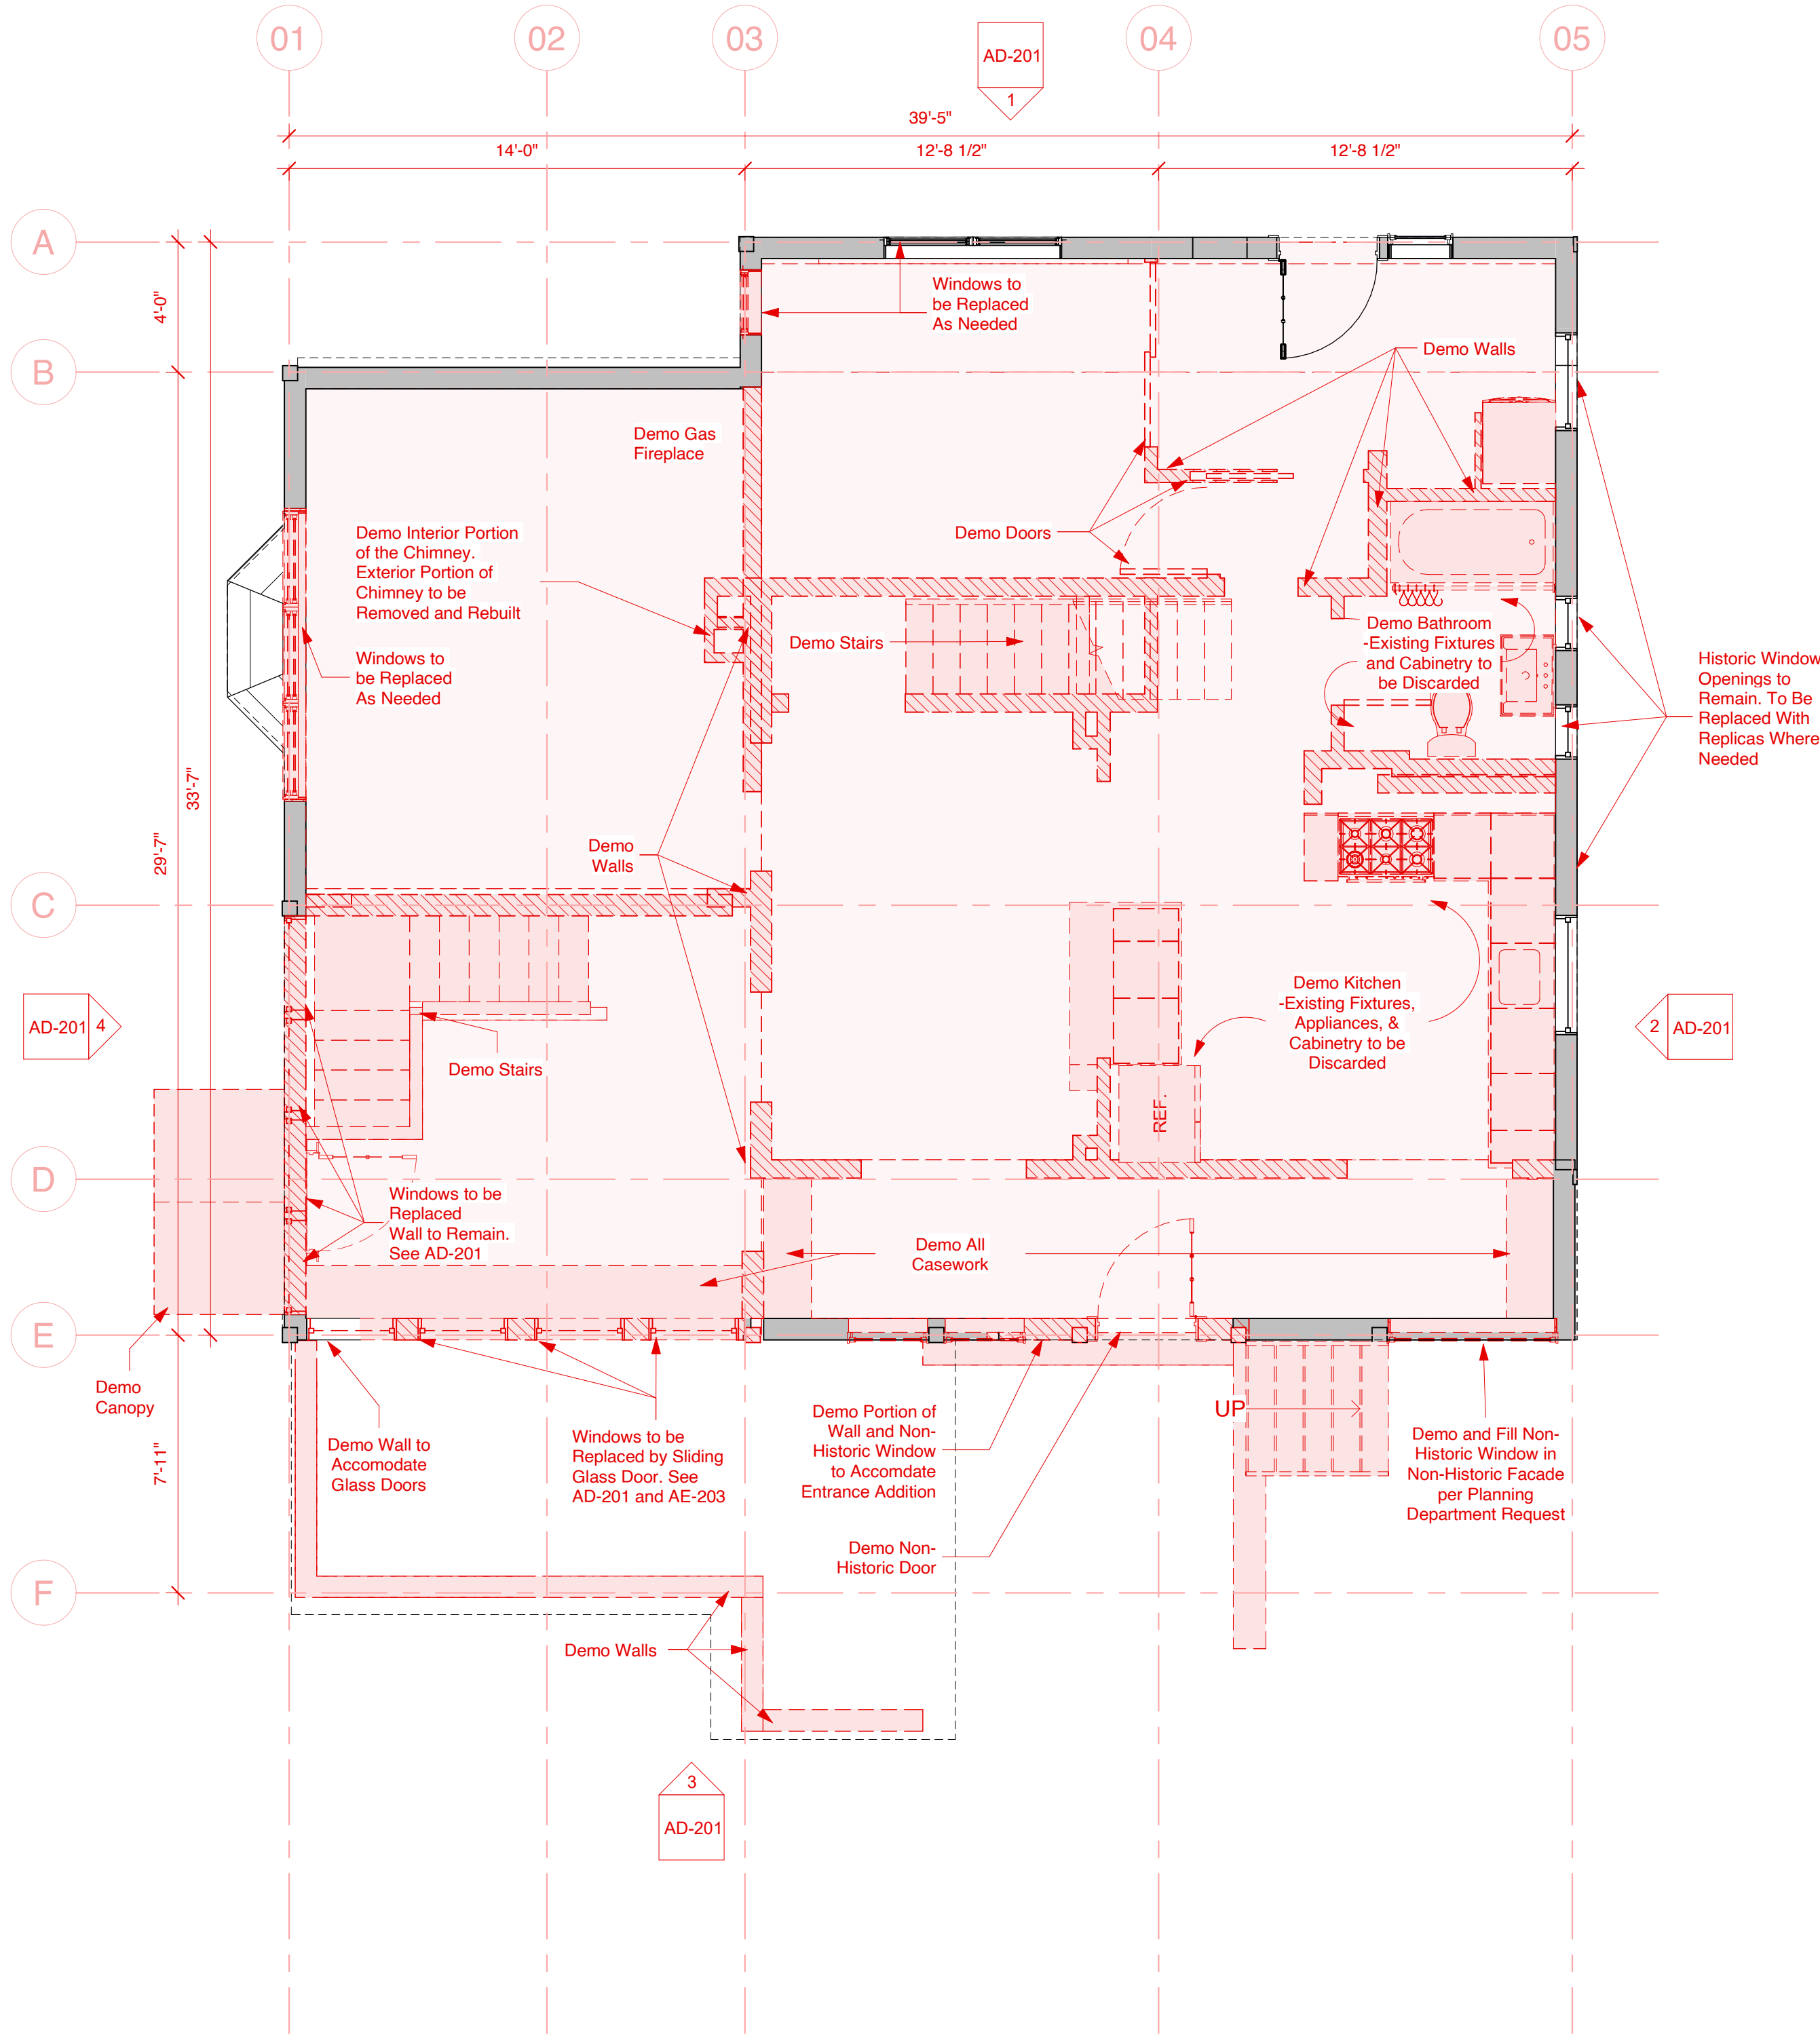 01
02
03
04
05
AD-201
1
39'-5"
14'-0"
12'-8 1/2"
12'-8 1/2"
A
B
C
D
E
F
4'-0"
33'-7"
29'-7"
7'-11"
Windows to
be Replaced
As Needed
Demo Walls
Demo Gas
Fireplace
Demo Interior Portion
of the Chimney.
Exterior Portion of
Chimney to be
Removed and Rebuilt
Demo Doors
Windows to
be Replaced
As Needed
Demo Stairs
Demo Bathroom
-Existing Fixtures
and Cabinetry to
be Discarded
Historic Window
Openings to
Remain. To Be
Replaced With
Replicas Where
Needed
Demo
Walls
AD-201
4
Demo Stairs
Demo Kitchen
-Existing Fixtures,
Appliances, &
Cabinetry to be
Discarded
2
AD-201
REF.
Windows to be
Replaced
Wall to Remain.
See AD-201
Demo All
Casework
Demo
Canopy
Demo Wall to
Accomodate
Glass Doors
Windows to be
Replaced by Sliding
Glass Door. See
AD-201 and AE-203
Demo Portion of
Wall and Non-
Historic Window
to Accomdate
Entrance Addition
UP
Demo and Fill Non-
Historic Window in
Non-Historic Facade
per Planning
Department Request
Demo Non-
Historic Door
Demo Walls
3
AD-201